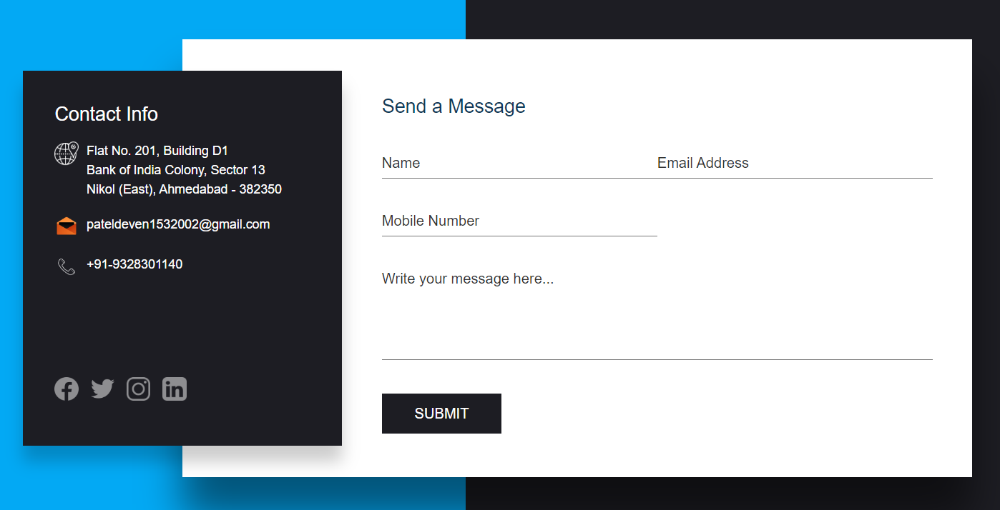 Contact Info
Flat No. 201, Building D1
Bank of India Colony, Sector 13
Nikol (East), Ahmedabad - 382350
pateldeven1532002@gmail.com
+91-9328301140
Send a Message
Name
Email Address
Mobile Number
Write your message here...
SUBMIT